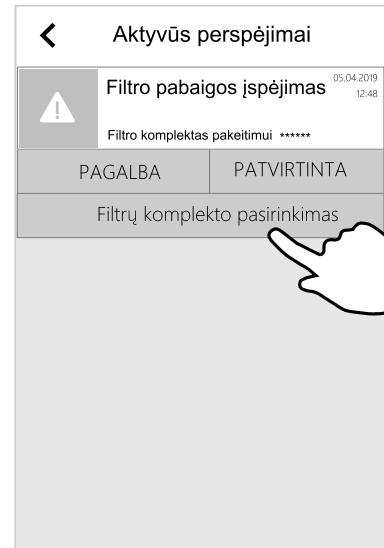 Aktyvūs perspėjimai
Filtro pabaigos įspėjimas
05.04.2019
12:48
Filtro komplektas pakeitimui ******
PAGALBA
PATVIRTINTA
Filtrų komplekto pasirinkimas